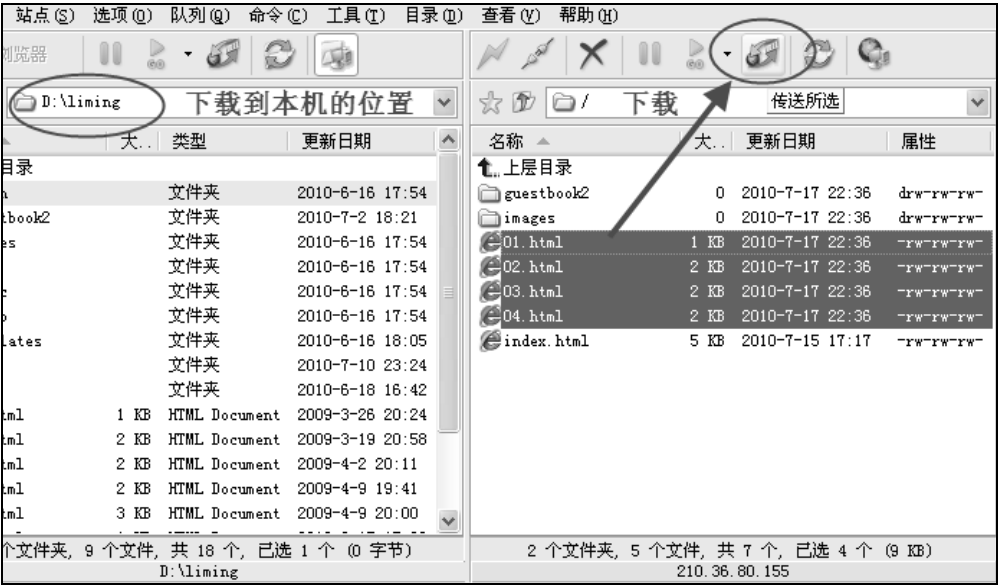 站点(S) 选项(O) 队列(Q) 命令(C) 工具(T) 目录(D) 查看(V) 帮助(H)
浏览器
D:\liming 下载到本机的位置
/ 下载 传送所选
大.. 类型 更新日期
名称 大.. 更新日期 属性
目录
文件夹 2010-6-16 17:54
tbook2 文件夹 2010-7-2 18:21
es 文件夹 2010-6-16 17:54
文件夹 2010-6-16 17:54
文件夹 2010-6-16 17:54
文件夹 2010-6-16 17:54
lates 文件夹 2010-6-16 18:05
文件夹 2010-7-10 23:24
文件夹 2010-6-18 16:42
tml 1 KB HTML Document 2009-3-26 20:24
tml 2 KB HTML Document 2009-3-19 20:58
tml 2 KB HTML Document 2009-4-2 20:11
tml 2 KB HTML Document 2009-4-9 19:41
tml 3 KB HTML Document 2009-4-9 20:00
个文件夹, 9 个文件, 共 18 个, 已选 1 个 (0 字节)
D:\liming
上层目录
guestbook2 0 2010-7-17 22:36 drw-rw-rw-
images 0 2010-7-17 22:36 drw-rw-rw-
01.html 1 KB 2010-7-17 22:36 -rw-rw-rw-
02.html 2 KB 2010-7-17 22:36 -rw-rw-rw-
03.html 2 KB 2010-7-17 22:36 -rw-rw-rw-
04.html 2 KB 2010-7-17 22:36 -rw-rw-rw-
index.html 5 KB 2010-7-15 17:17 -rw-rw-rw-
2 个文件夹, 5 个文件, 共 7 个, 已选 4 个 (9 KB)
210.36.80.155